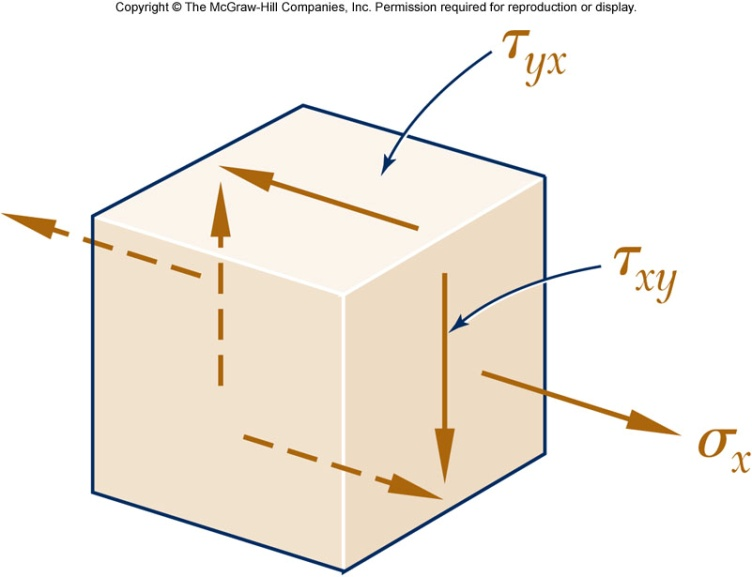 Copyright © The McGraw-Hill Companies, Inc. Permission required for reproduction or display.
τyx
τxy
σx